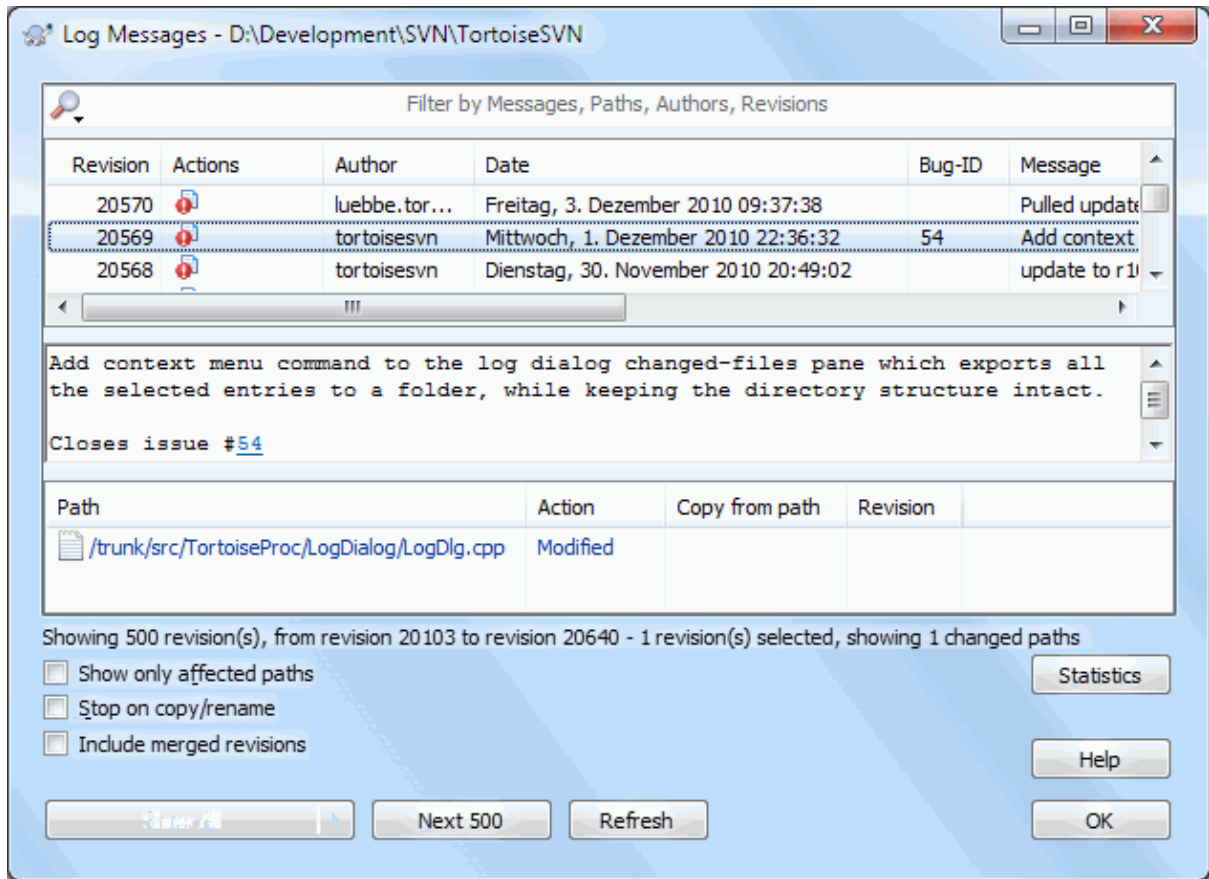 Log Messages - D:\Development\SVN\TortoiseSVN
Filter by Messages, Paths, Authors, Revisions
Revision Actions Author Date Bug-ID Message
20570 luebbe.tor... Freitag, 3. Dezember 2010 09:37:38 Pulled update
20569 tortoisesvn Mittwoch, 1. Dezember 2010 22:36:32 54 Add context
20568 tortoisesvn Dienstag, 30. November 2010 20:49:02 update to
Add context menu command to the log dialog changed-files pane which exports all
the selected entries to a folder, while keeping the directory structure intact.
Closes issue #54
Path Action Copy from path Revision
/trunk/src/TortoiseProc/LogDialog/LogDlg.cpp Modified
Showing 500 revision(s), from revision 20103 to revision 20640 - 1 revision(s) selected, showing 1 changed paths
Show only affected paths
Statistics
Stop on copy/rename
Include merged revisions
Help
Next 500 Refresh OK